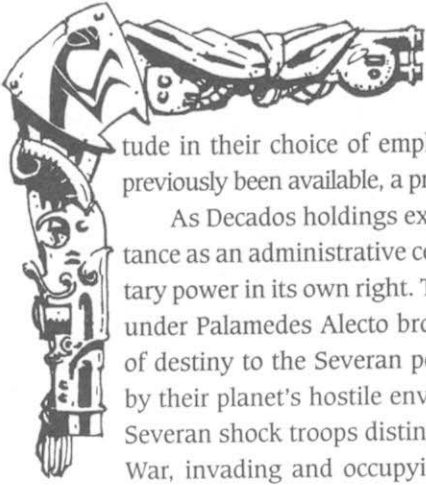 tude in their choice of empl
previously been available, a pr
As Decados holdings ex
tance as an administrative ce
tary power in its own right. T
under Palamedes Alecto bro
of destiny to the Severan pe
by their planet's hostile env
Severan shock troops distin
War, invading and occupyi